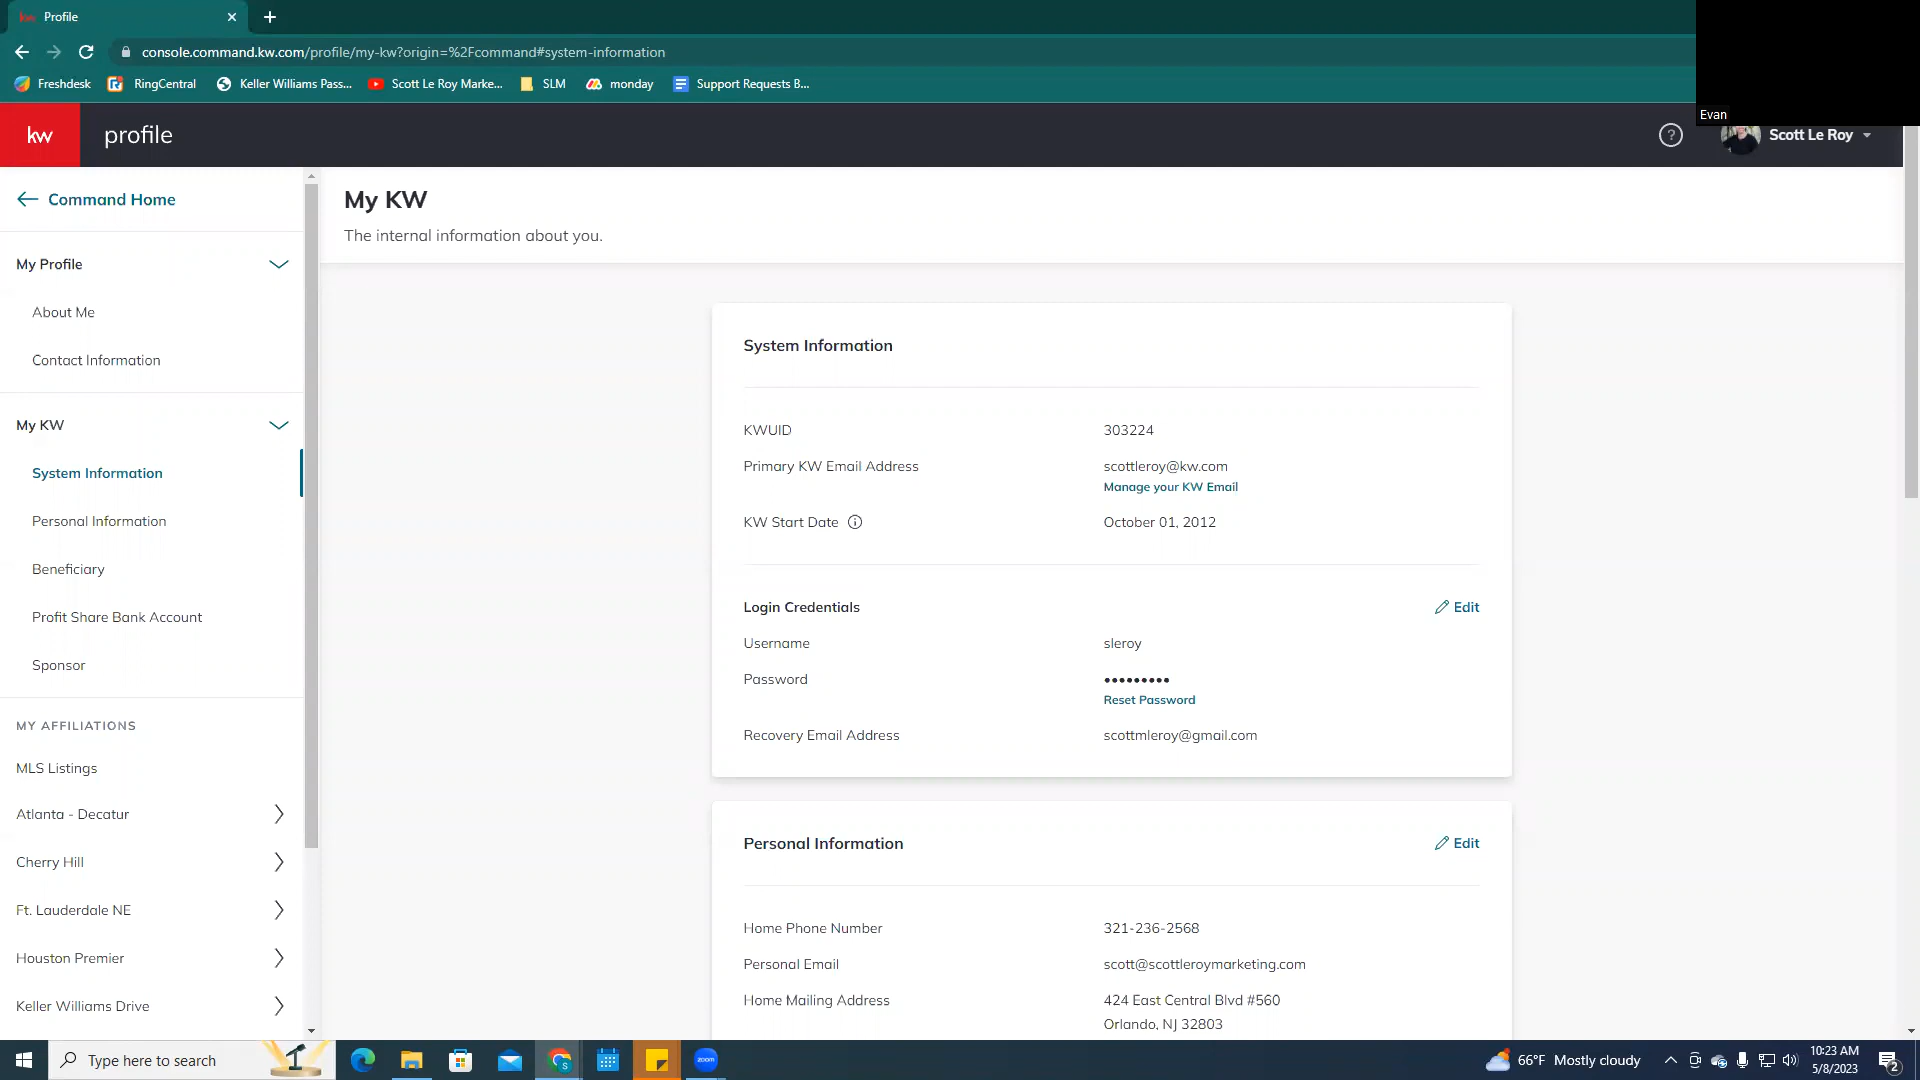 kw Profile
console.command.kw.com/profile/my-kw?origin=%2Fcommand#system-information
Freshdesk
RingCentral
Keller Williams Pass...
Scott Le Roy Marke...
SLM
monday
Support Requests B...
Evan
kw
profile
?
Scott Le Roy
Command Home
My Profile
About Me
Contact Information
My KW
System Information
Personal Information
Beneficiary
Profit Share Bank Account
Sponsor
MY AFFILIATIONS
MLS Listings
Atlanta - Decatur
Cherry Hill
Ft. Lauderdale NE
Houston Premier
Keller Williams Drive
My KW
The internal information about you.
System Information
KWUID 303224
Primary KW Email Address scottleroy@kw.com
Manage your KW Email
KW Start Date October 01, 2012
Login Credentials Edit
Username sleroy
Password •••••••••
Reset Password
Recovery Email Address scottmleroy@gmail.com
Personal Information Edit
Home Phone Number 321-236-2568
Personal Email scott@scottleroymarketing.com
Home Mailing Address 424 East Central Blvd #560
Orlando, NJ 32803
Type here to search
S
zoom
66°F Mostly cloudy
10:23 AM
5/8/2023
2